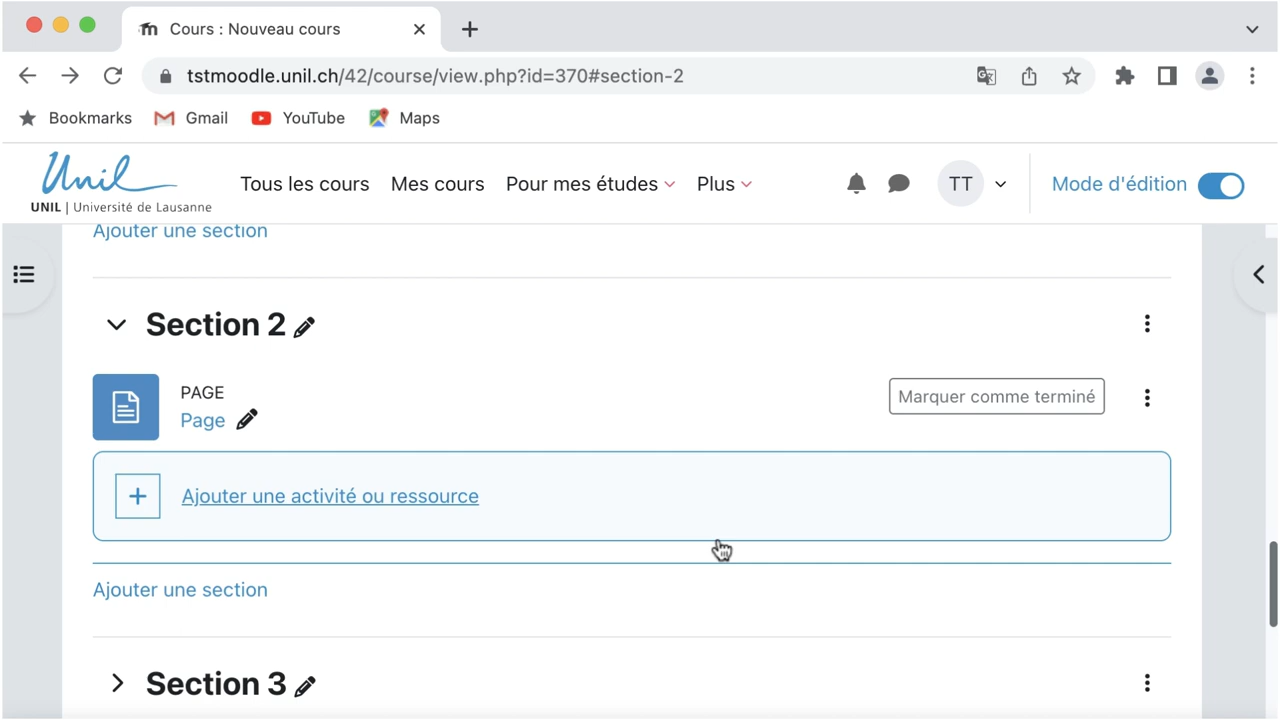 Cours : Nouveau cours
tstmoodle.unil.ch/42/course/view.php?id=370#section-2
Bookmarks Gmail YouTube Maps
Unil
UNIL | Université de Lausanne
Tous les cours Mes cours Pour mes études Plus TT Mode d'édition
Ajouter une section
Section 2
PAGE
Page
Marquer comme terminé
Ajouter une activité ou ressource
Ajouter une section
Section 3